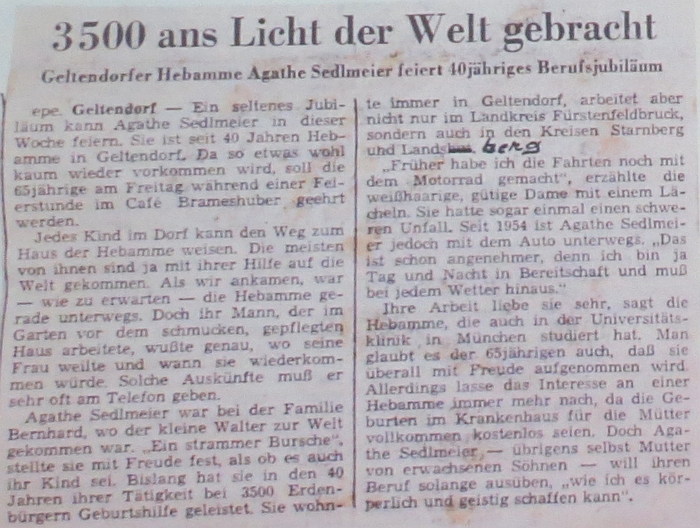 3500 ans Licht der Welt gebracht
Geltendorfer Hebamme Agathe Sedlmeier feiert 40jähriges Berufsjubiläum
epe. Geltendorf — Ein seltenes Jubi-
läum kann Agathe Sedlmeier in dieser
Woche feiern. Sie ist seit 40 Jahren Heb-
amme in Geltendorf. Da so etwas wohl
kaum wieder vorkommen wird, soll die
65jährige am Freitag während einer Fei-
erstunde im Café Brameshuber geehrt
werden.
Jedes Kind im Dorf kann den Weg zum
Haus der Hebamme weisen. Die meisten
von ihnen sind ja mit ihrer Hilfe auf die
Welt gekommen. Als wir ankamen, war
— wie zu erwarten — die Hebamme ge-
rade unterwegs. Doch ihr Mann, der im
Garten vor dem schmucken, gepflegten
Haus arbeitete, wußte genau, wo seine
Frau weilte und wann sie wiederkom-
men würde. Solche Auskünfte muß er
sehr oft am Telefon geben.
Agathe Sedlmeier war bei der Familie
Bernhard, wo der kleine Walter zur Welt
gekommen war. „Ein strammer Bursche“,
stellte sie mit Freude fest, als ob es auch
ihr Kind sei. Bislang hat sie in den 40
Jahren ihrer Tätigkeit bei 3500 Erden-
bürgern Geburtshilfe geleistet. Sie wohn-
te immer in Geltendorf, arbeitet aber
nicht nur im Landkreis Fürstenfeldbruck,
sondern auch in den Kreisen Starnberg
und Lands berg
„Früher habe ich die Fahrten noch mit
dem Motorrad gemacht“, erzählte die
weißhaarige, gütige Dame mit einem Lä-
cheln. Sie hatte sogar einmal einen schwe-
ren Unfall. Seit 1954 ist Agathe Sedlmei-
er jedoch mit dem Auto unterwegs. „Das
ist schon angenehmer, denn ich bin ja
Tag und Nacht in Bereitschaft und muß
bei jedem Wetter hinaus.“
Ihre Arbeit liebe sie sehr, sagt die
Hebamme, die auch in der Universitäts-
klinik in München studiert hat. Man
glaubt es der 65jährigen auch, daß sie
überall mit Freude aufgenommen wird.
Allerdings lasse das Interesse an einer
Hebamme immer mehr nach, da die Ge-
burten im Krankenhaus für die Mütter
vollkommen kostenlos seien. Doch Aga-
the Sedlmeier, — übrigens selbst Mutter
von erwachsenen Söhnen — will ihren
Beruf solange ausüben, „wie ich es kör-
perlich und geistig schaffen kann“.